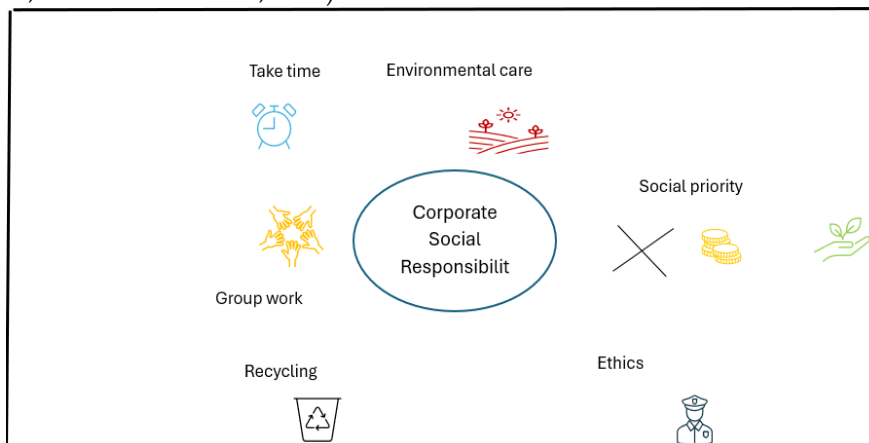 Take time
Environmental care
Social priority
Corporate
Social
Responsibilit
Group work
Ethics
Recycling